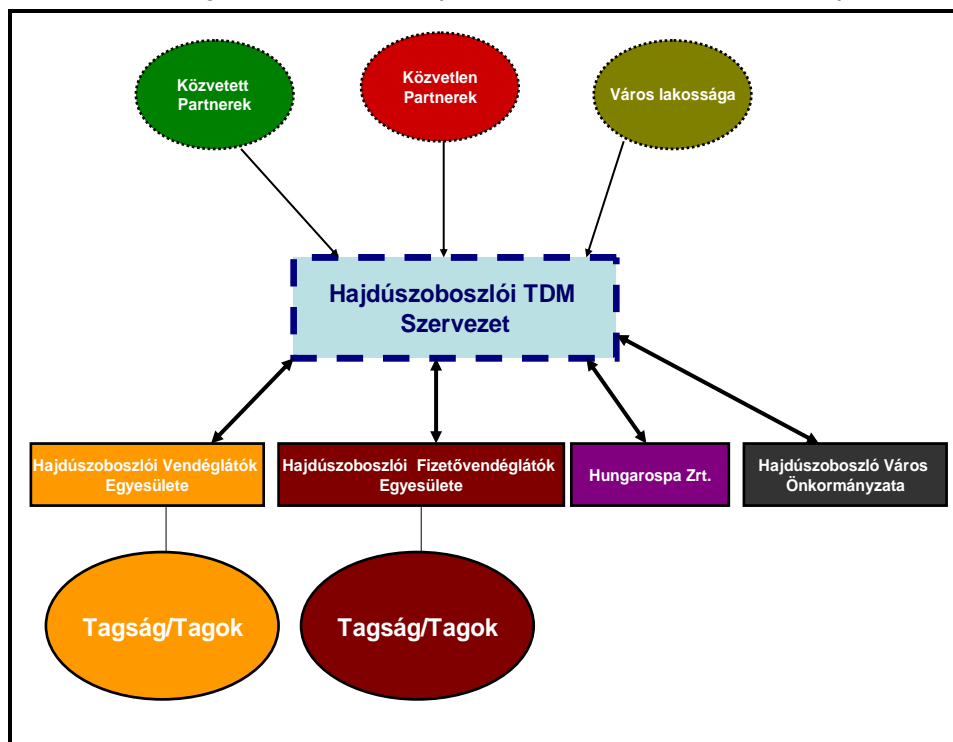 Közvetett
Partnerek
Közvetlen
Partnerek
Város lakossága
Hajdúszoboszlói TDM
Szervezet
Hajdúszoboszlói Vendéglátók
Egyesülete
Hajdúszoboszlói Fizetővendéglátók
Egyesülete
Hungarospa Zrt.
Hajdúszoboszló Város
Önkormányzata
Tagság/Tagok
Tagság/Tagok